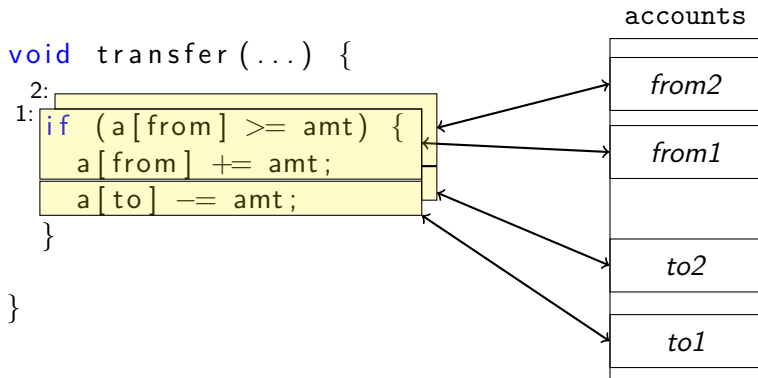 accounts
void transfer(...) {
2:
1:
if (a[from] >= amt) {
a[from] += amt;
a[to] -= amt;
}
}
from2
from1
to2
to1